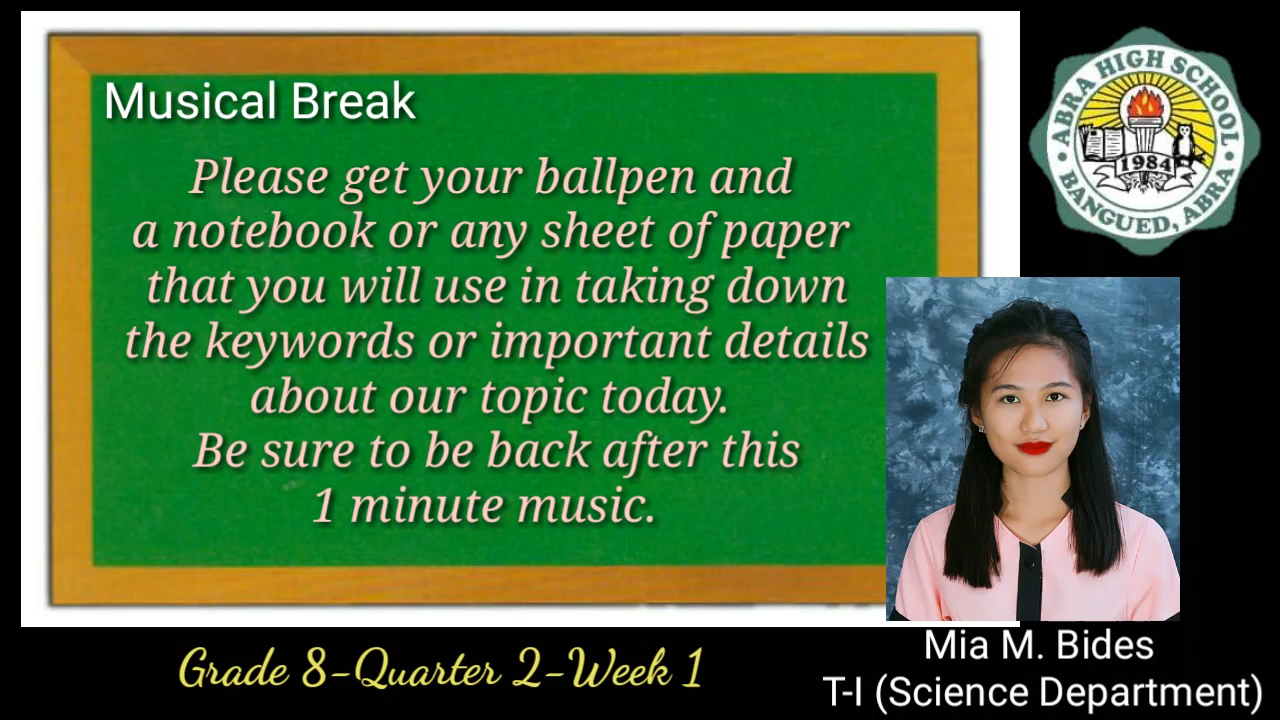 Musical Break
Please get your ballpen and
a notebook or any sheet of paper
that you will use in taking down
the keywords or important details
about our topic today.
Be sure to be back after this
1 minute music.
ABRA HIGH SCHOOL
1984
BANGUED, ABRA
Mia M. Bides
T-I (Science Department)
Grade 8-Quarter 2-Week 1